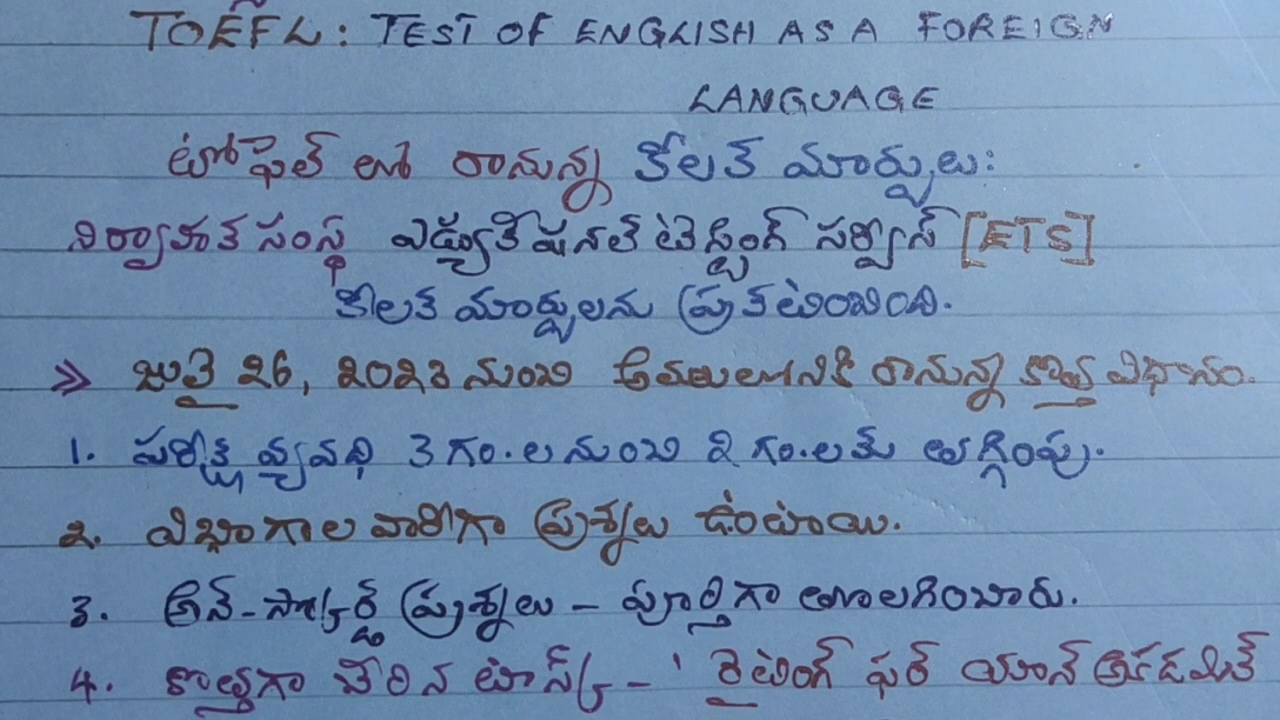 TOEFL: TEST OF ENGLISH AS A FOREIGN
LANGUAGE
టోఫెల్ లో రానున్న కీలక మార్పులు:
నిర్వాహక సంస్థ ఎడ్యుకేషనల్ టెస్టింగ్ సర్వీస్ [ETS]
కీలక మార్పులను ప్రకటించింది.
» జులై 26, 2023 నుంచి అమలులోనికి రానున్న కొత్త విధానం.
1. పరీక్ష వ్యవధి 3 గం.ల నుంచి 2 గం.లకు తగ్గింపు.
2. విభాగాల వారీగా ప్రశ్నలు ఉంటాయి.
3. అన్-స్కోర్డ్ ప్రశ్నలు - పూర్తిగా తొలగించారు.
4. కొత్తగా చేరిన టాస్క్ - ' రైటింగ్ ఫర్ యాన్ అకడమిక్